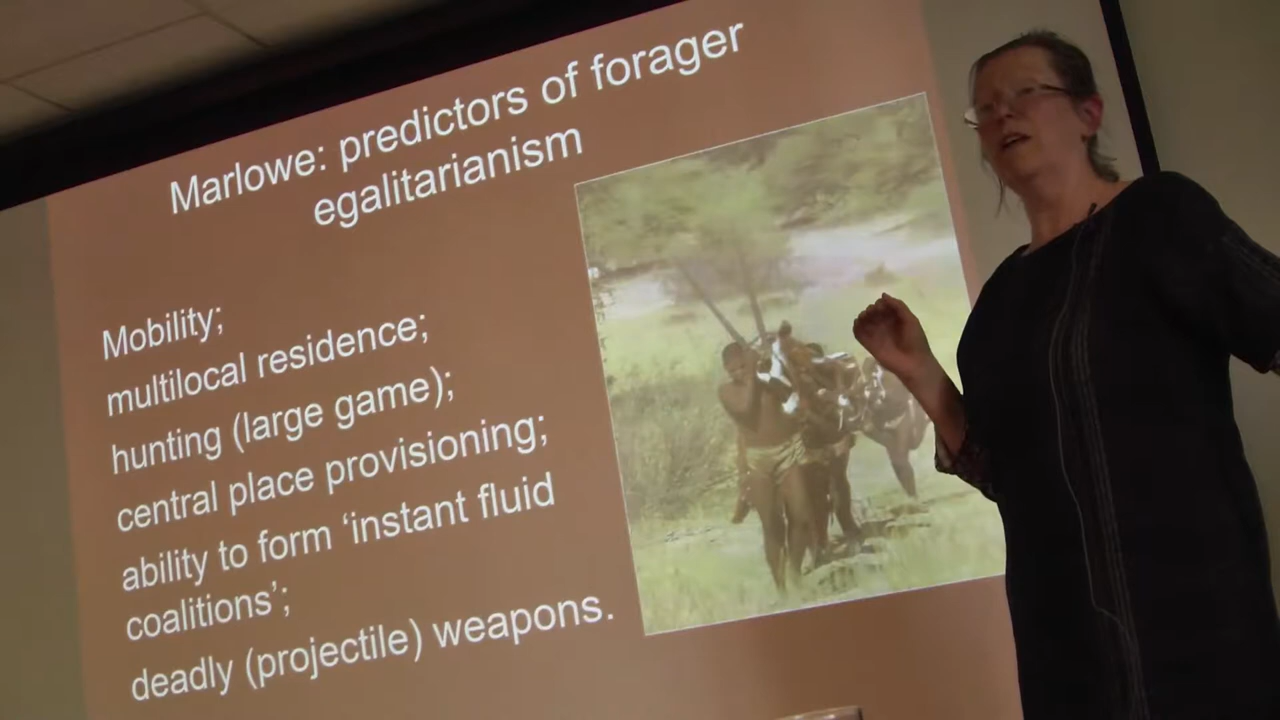 Marlowe: predictors of forager
egalitarianism
Mobility;
multilocal residence;
hunting (large game);
central place provisioning;
ability to form ‘instant fluid
coalitions’;
deadly (projectile) weapons.